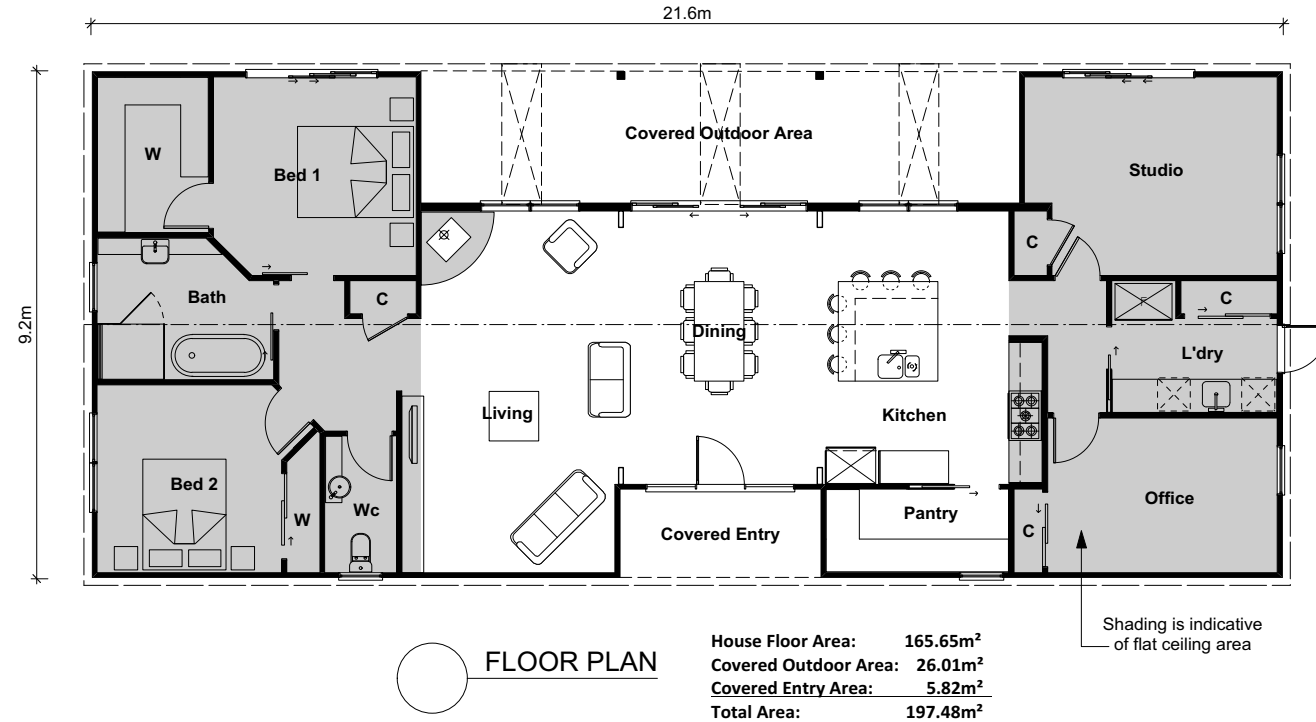 21.6m
9.2m
Covered Outdoor Area
W
Bed 1
Studio
C
Bath
C
C
Dining
L'dry
Living
Kitchen
Bed 2
W
Wc
Covered Entry
Pantry
C
Office
Shading is indicative
of flat ceiling area
FLOOR PLAN
House Floor Area: 165.65m²
Covered Outdoor Area: 26.01m²
Covered Entry Area: 5.82m²
Total Area: 197.48m²